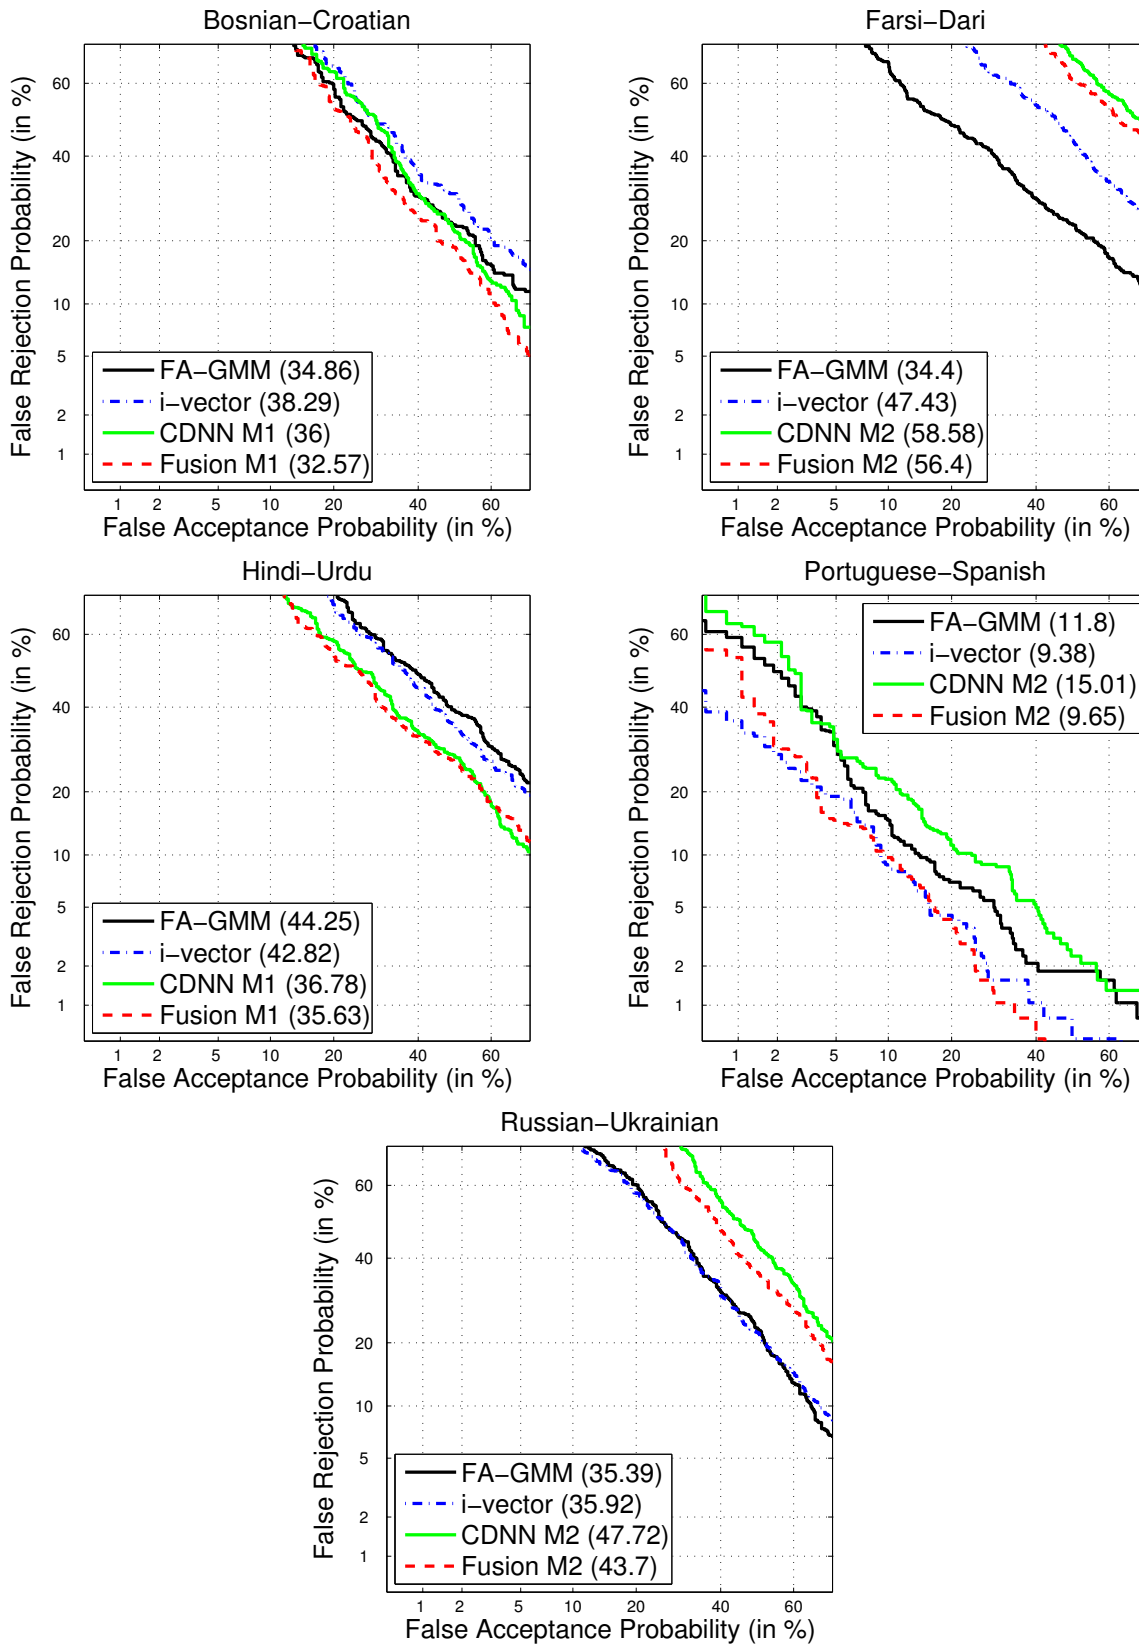 Bosnian−Croatian
False Rejection Probability (in %)
60
40
20
10
5
2
1
FA−GMM (34.86)
i−vector (38.29)
CDNN M1 (36)
Fusion M1 (32.57)
1 2 5 10 20 40 60
False Acceptance Probability (in %)
Farsi−Dari
False Rejection Probability (in %)
60
40
20
10
5
2
1
FA−GMM (34.4)
i−vector (47.43)
CDNN M2 (58.58)
Fusion M2 (56.4)
1 2 5 10 20 40 60
False Acceptance Probability (in %)
Hindi−Urdu
False Rejection Probability (in %)
60
40
20
10
5
2
1
FA−GMM (44.25)
i−vector (42.82)
CDNN M1 (36.78)
Fusion M1 (35.63)
1 2 5 10 20 40 60
False Acceptance Probability (in %)
Portuguese−Spanish
False Rejection Probability (in %)
60
40
20
10
5
2
1
FA−GMM (11.8)
i−vector (9.38)
CDNN M2 (15.01)
Fusion M2 (9.65)
1 2 5 10 20 40 60
False Acceptance Probability (in %)
Russian−Ukrainian
False Rejection Probability (in %)
60
40
20
10
5
2
1
FA−GMM (35.39)
i−vector (35.92)
CDNN M2 (47.72)
Fusion M2 (43.7)
1 2 5 10 20 40 60
False Acceptance Probability (in %)